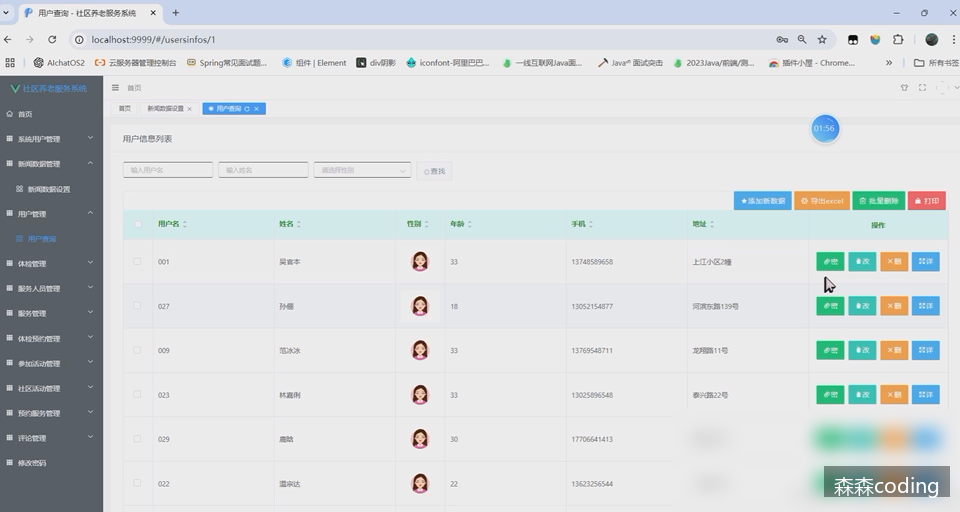 用户查询 - 社区养老服务系统
localhost:9999/#/usersinfos/1
AIchatOS2 云服务器管理控制台 Spring常见面试题... 组件 | Element div阴影 iconfont-阿里巴巴... 一线互联网Java面... Java® 面试突击 2023Java/前端/测... 插件小屋 - Chrome... » 所有书签
社区养老服务系统
首页
系统用户管理
新闻数据管理
新闻数据设置
用户管理
用户查询
体检管理
服务人员管理
服务管理
体检预约管理
参加活动管理
社区活动管理
预约服务管理
评论管理
修改密码
首页
首页 新闻数据设置 用户查询
01:56
用户信息列表
输入用户名 输入姓名 请选择性别 查找
添加新数据 导出excel 批量删除 打印
用户名 姓名 性别 年龄 手机 地址 操作
001 吴官本 33 13748589658 上江小区2幢 密 改 删 详
027 孙俪 18 13052154877 河滨东路139号 密 改 删 详
009 范冰冰 33 13769548711 龙翔路11号 密 改 删 详
023 林嘉俐 33 13025896548 泰兴路22号 密 改 删 详
029 鹿晗 30 17706641413
022 温宗达 22 13623256544
森森coding